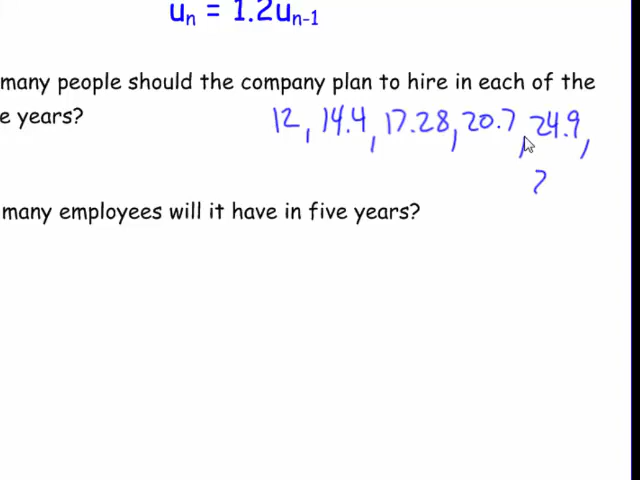 un = 1.2un-1
many people should the company plan to hire in each of the
e years?
12, 14.4, 17.28, 20.7, 24.9,
2
many employees will it have in five years?